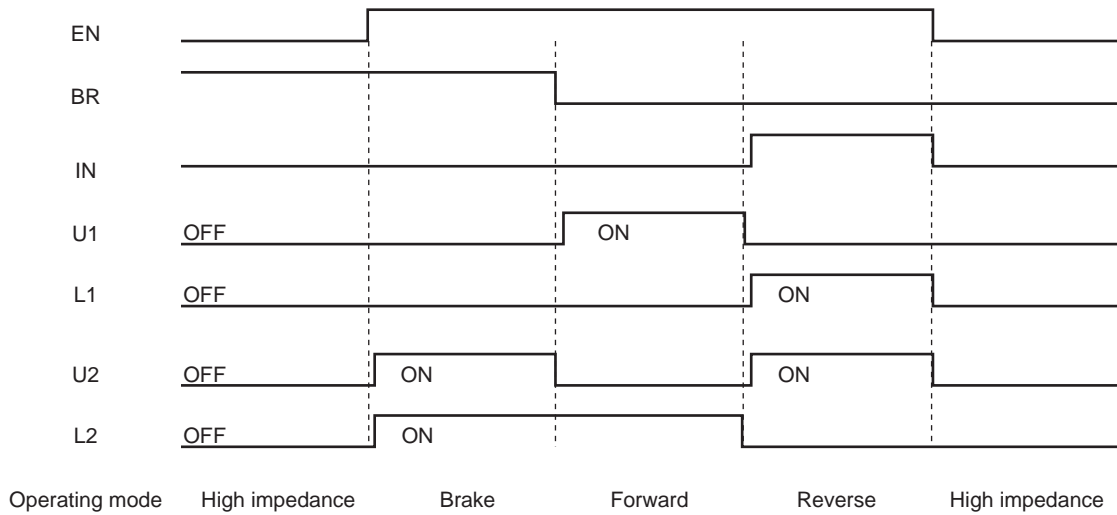 EN
BR
IN
U1 OFF ON
L1 OFF ON
U2 OFF ON ON
L2 OFF ON
Operating mode High impedance Brake Forward Reverse High impedance